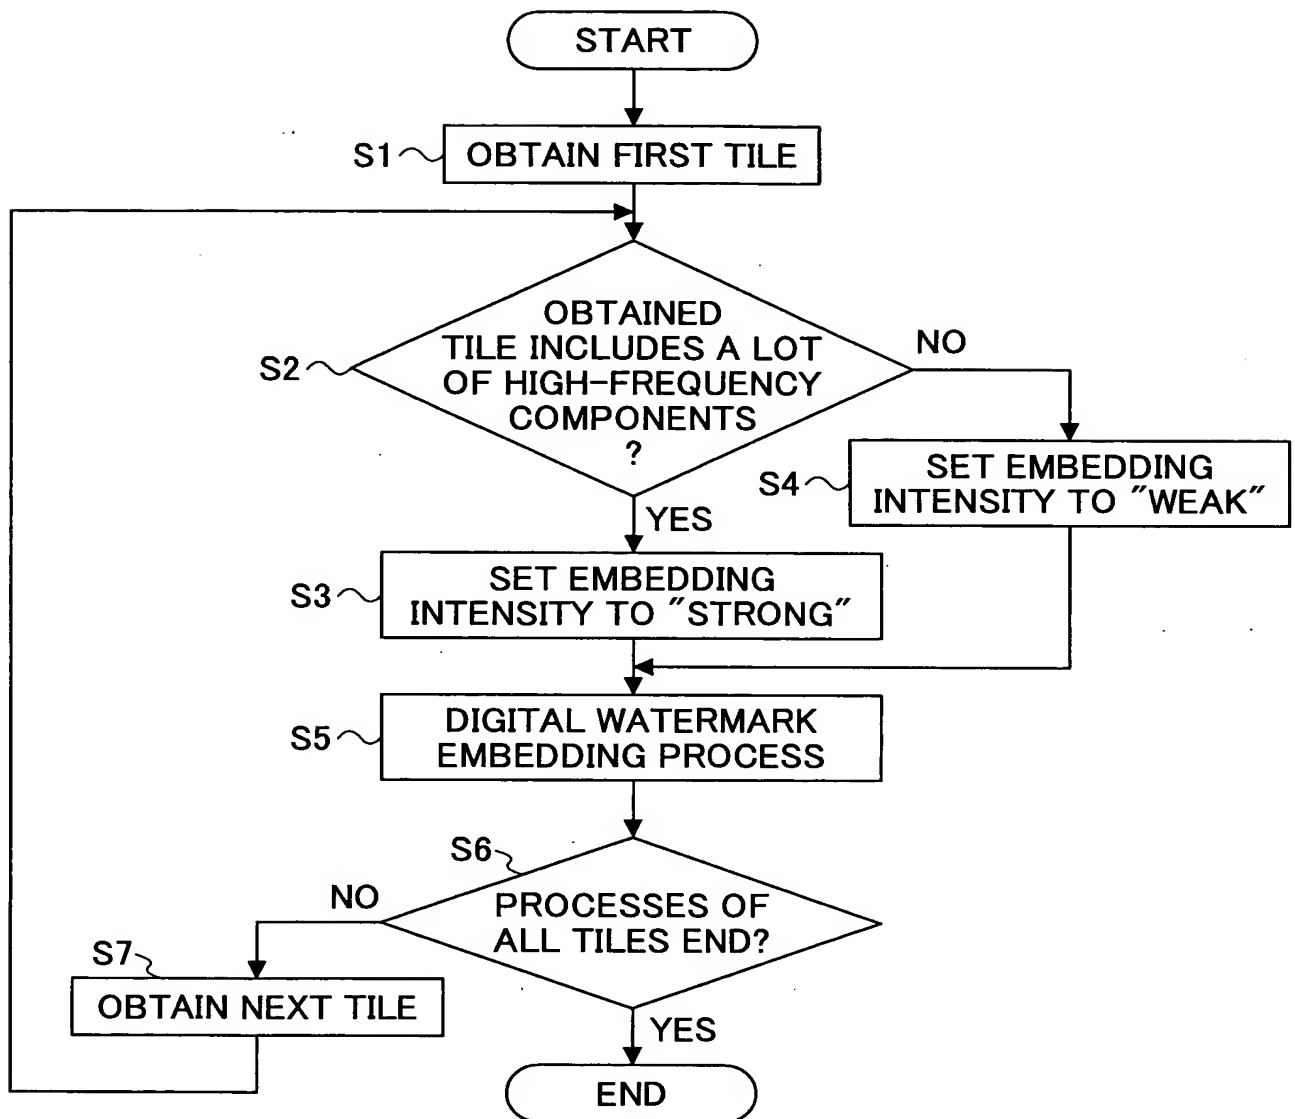 START
S1
OBTAIN FIRST TILE
S2
OBTAINED
TILE INCLUDES A LOT
OF HIGH-FREQUENCY
COMPONENTS
?
NO
S4
SET EMBEDDING
INTENSITY TO "WEAK"
YES
S3
SET EMBEDDING
INTENSITY TO "STRONG"
S5
DIGITAL WATERMARK
EMBEDDING PROCESS
S6
PROCESSES OF
ALL TILES END?
NO
S7
OBTAIN NEXT TILE
YES
END